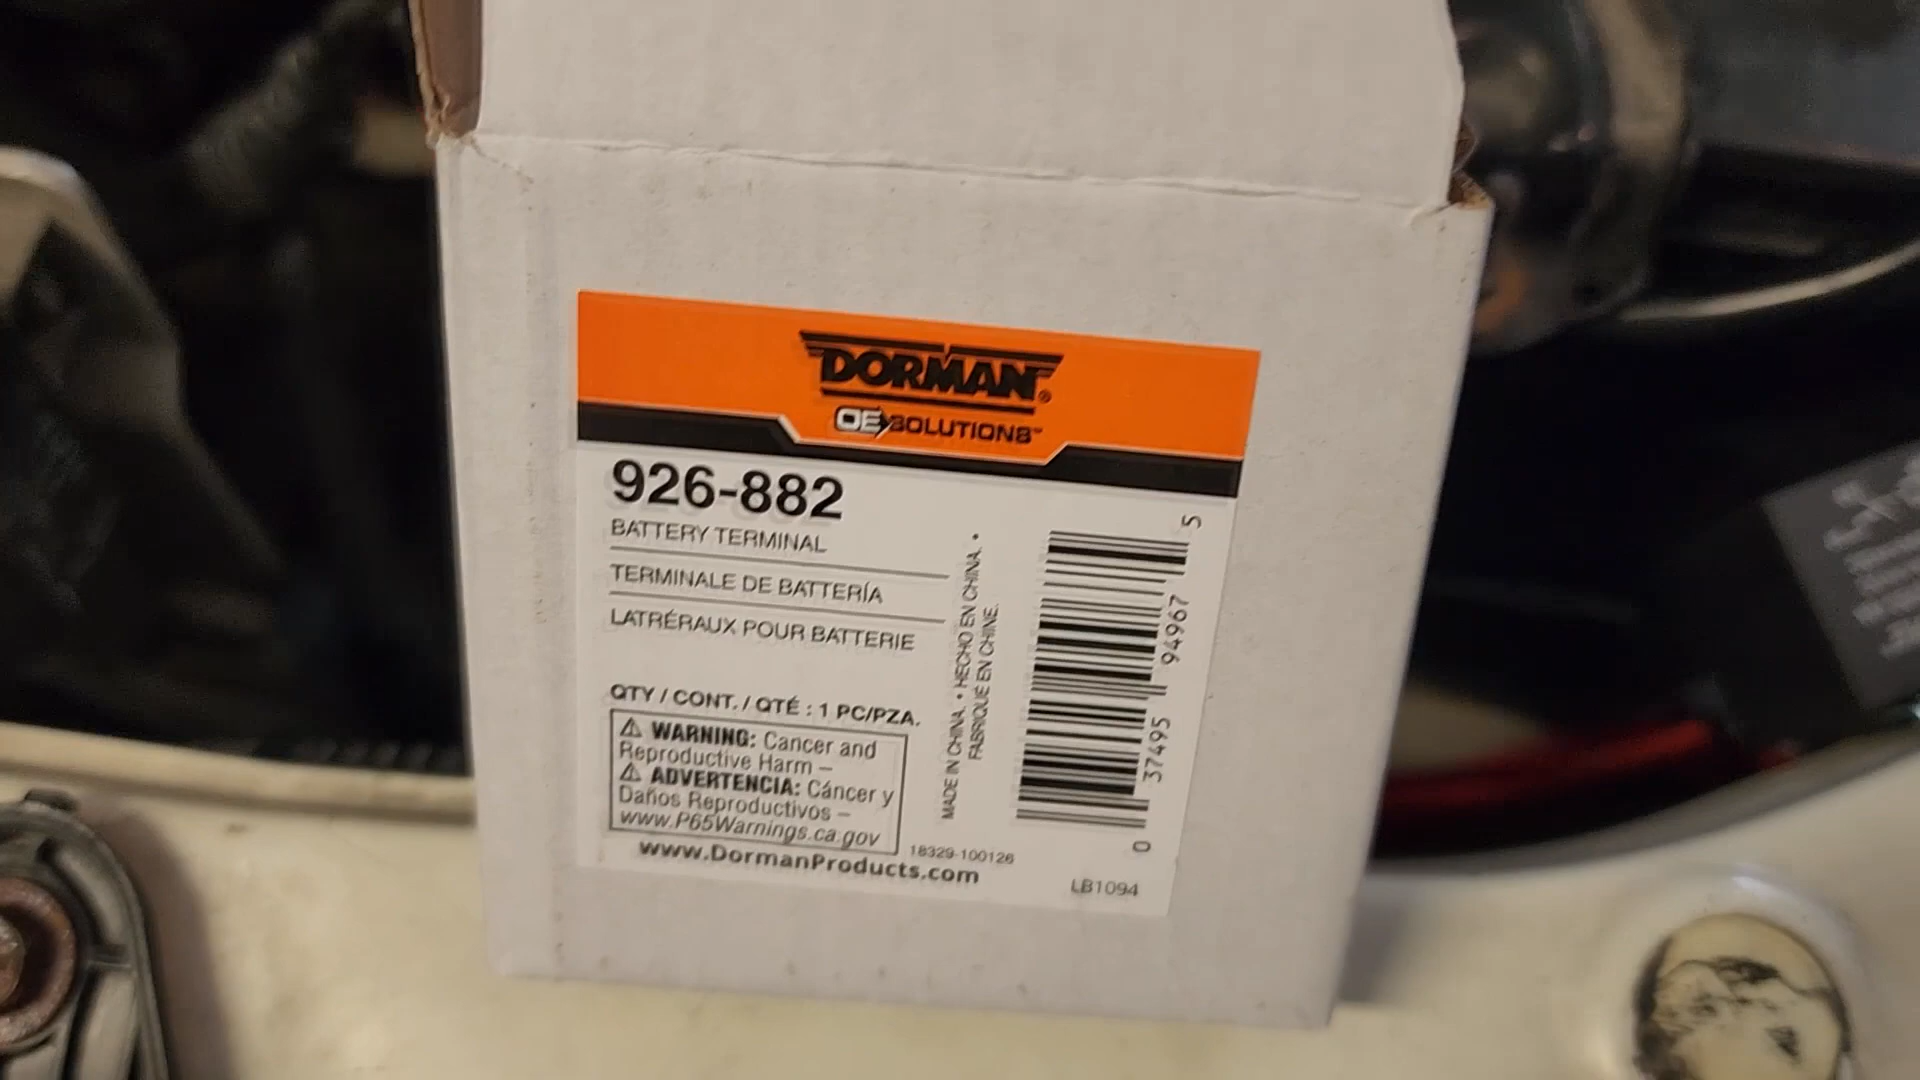 DORMAN®
OE SOLUTIONS™
926-882
BATTERY TERMINAL
TERMINALE DE BATTERÍA
LATRÉRAUX POUR BATTERIE
QTY / CONT. / QTÉ : 1 PC/PZA.
⚠ WARNING: Cancer and
Reproductive Harm –
⚠ ADVERTENCIA: Cáncer y
Daños Reproductivos –
www.P65Warnings.ca.gov
www.DormanProducts.com
18329-100126
MADE IN CHINA. • HECHO EN CHINA. •
FABRIQUÉ EN CHINE.
0 37495 94967 5
LB1094